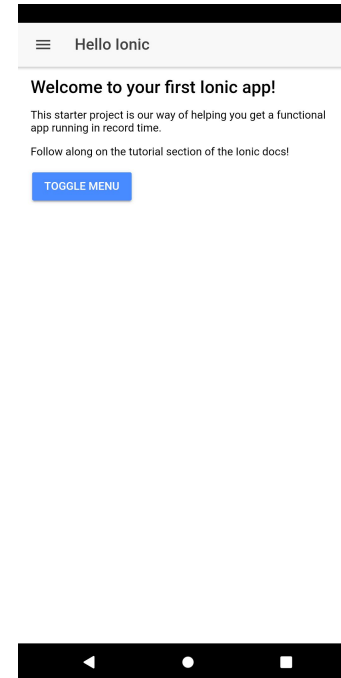 Hello Ionic
Welcome to your first Ionic app!
This starter project is our way of helping you get a functional
app running in record time.
Follow along on the tutorial section of the Ionic docs!
TOGGLE MENU